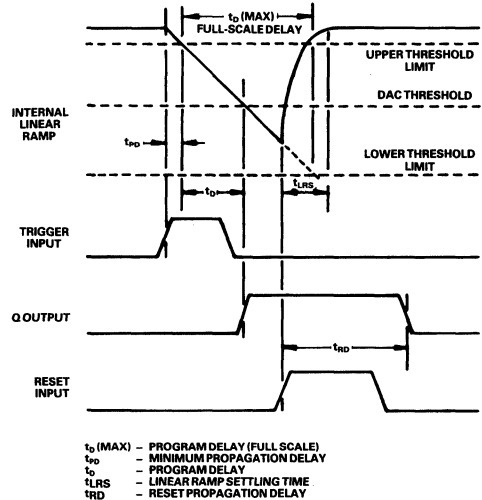 tD (MAX)
FULL-SCALE DELAY
UPPER THRESHOLD
LIMIT
DAC THRESHOLD
INTERNAL
LINEAR
RAMP
tPD
LOWER THRESHOLD
LIMIT
tD
tLRS
TRIGGER
INPUT
Q OUTPUT
tRD
RESET
INPUT
tD (MAX) – PROGRAM DELAY (FULL SCALE)
tPD – MINIMUM PROPAGATION DELAY
tD – PROGRAM DELAY
tLRS – LINEAR RAMP SETTLING TIME
tRD – RESET PROPAGATION DELAY